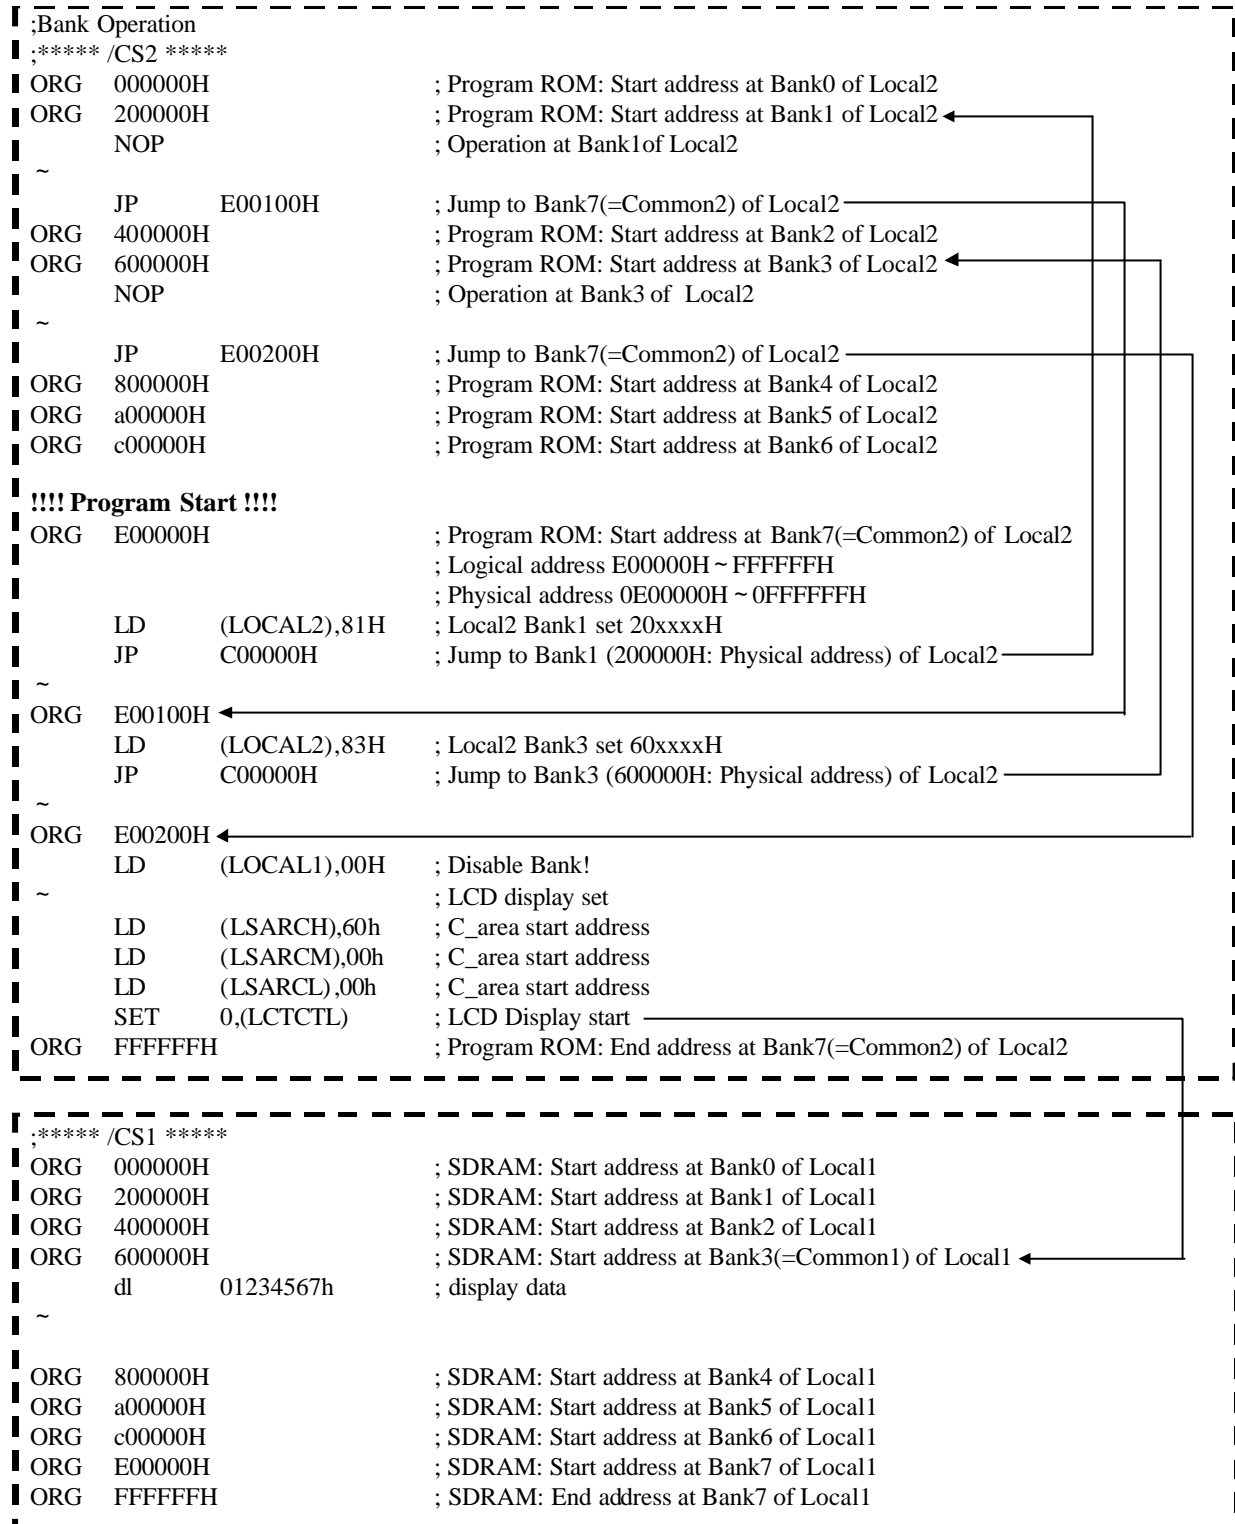 ;Bank Operation
;***** /CS2 *****
ORG 000000H ; Program ROM: Start address at Bank0 of Local2
ORG 200000H ; Program ROM: Start address at Bank1 of Local2
NOP ; Operation at Bank1of Local2
~
JP E00100H ; Jump to Bank7(=Common2) of Local2
ORG 400000H ; Program ROM: Start address at Bank2 of Local2
ORG 600000H ; Program ROM: Start address at Bank3 of Local2
NOP ; Operation at Bank3 of Local2
~
JP E00200H ; Jump to Bank7(=Common2) of Local2
ORG 800000H ; Program ROM: Start address at Bank4 of Local2
ORG a00000H ; Program ROM: Start address at Bank5 of Local2
ORG c00000H ; Program ROM: Start address at Bank6 of Local2
!!!! Program Start !!!!
ORG E00000H ; Program ROM: Start address at Bank7(=Common2) of Local2
; Logical address E00000H ~ FFFFFFH
; Physical address 0E00000H ~ 0FFFFFFH
LD (LOCAL2),81H ; Local2 Bank1 set 20xxxxH
JP C00000H ; Jump to Bank1 (200000H: Physical address) of Local2
~
ORG E00100H
LD (LOCAL2),83H ; Local2 Bank3 set 60xxxxH
JP C00000H ; Jump to Bank3 (600000H: Physical address) of Local2
~
ORG E00200H
LD (LOCAL1),00H ; Disable Bank!
~ ; LCD display set
LD (LSARCH),60h ; C_area start address
LD (LSARCM),00h ; C_area start address
LD (LSARCL),00h ; C_area start address
SET 0,(LCTCTL) ; LCD Display start
ORG FFFFFFH ; Program ROM: End address at Bank7(=Common2) of Local2
;***** /CS1 *****
ORG 000000H ; SDRAM: Start address at Bank0 of Local1
ORG 200000H ; SDRAM: Start address at Bank1 of Local1
ORG 400000H ; SDRAM: Start address at Bank2 of Local1
ORG 600000H ; SDRAM: Start address at Bank3(=Common1) of Local1
dl 01234567h ; display data
~
ORG 800000H ; SDRAM: Start address at Bank4 of Local1
ORG a00000H ; SDRAM: Start address at Bank5 of Local1
ORG c00000H ; SDRAM: Start address at Bank6 of Local1
ORG E00000H ; SDRAM: Start address at Bank7 of Local1
ORG FFFFFFH ; SDRAM: End address at Bank7 of Local1